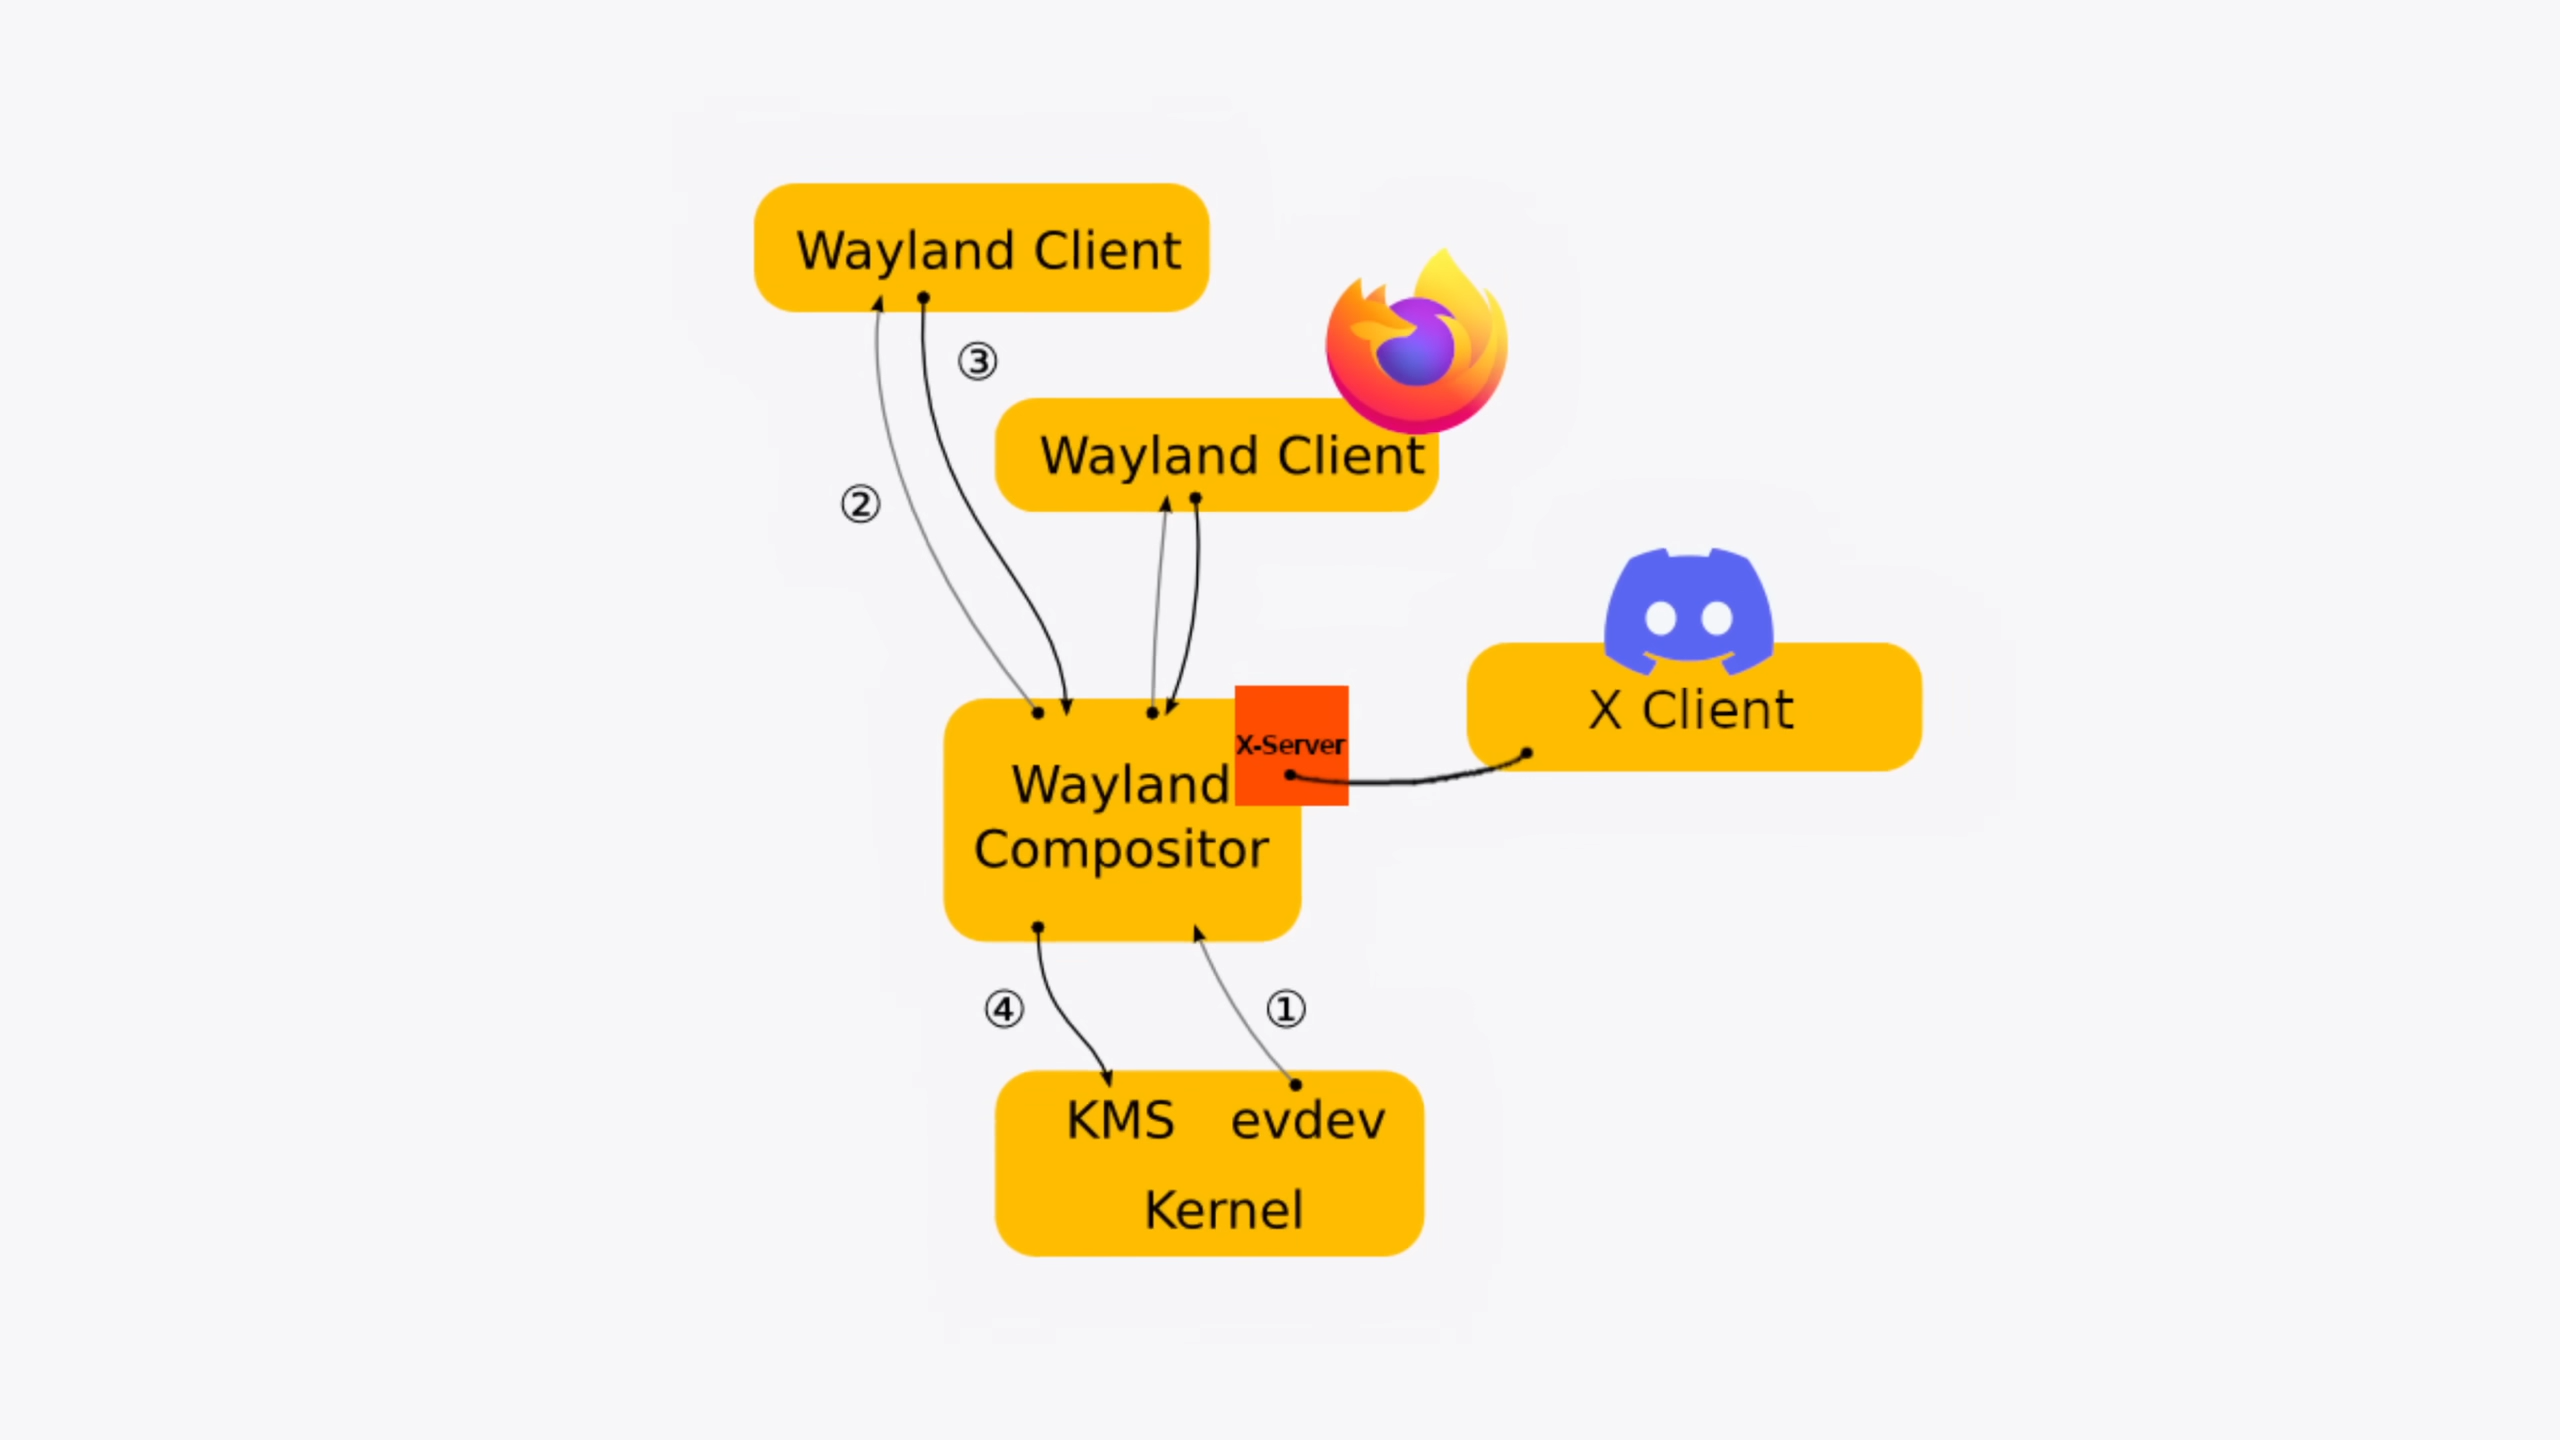 Wayland Client
③
Wayland Client
②
X Client
X-Server
Wayland
Compositor
④
①
KMS evdev
Kernel